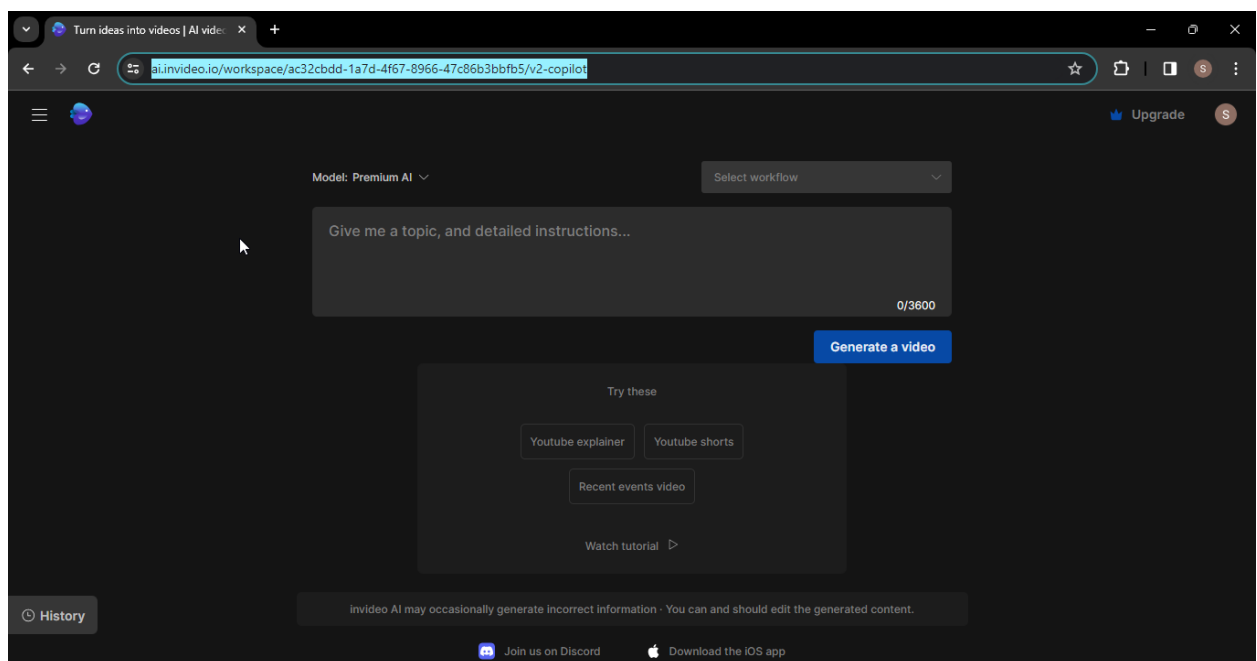 Turn ideas into videos | AI video
ai.invideo.io/workspace/ac32cbdd-1a7d-4f67-8966-47c86b3bbfb5/v2-copilot
S
Upgrade
S
Model: Premium AI
Select workflow
Give me a topic, and detailed instructions...
0/3600
Generate a video
Try these
Youtube explainer
Youtube shorts
Recent events video
Watch tutorial
History
invideo AI may occasionally generate incorrect information · You can and should edit the generated content.
Join us on Discord
Download the iOS app